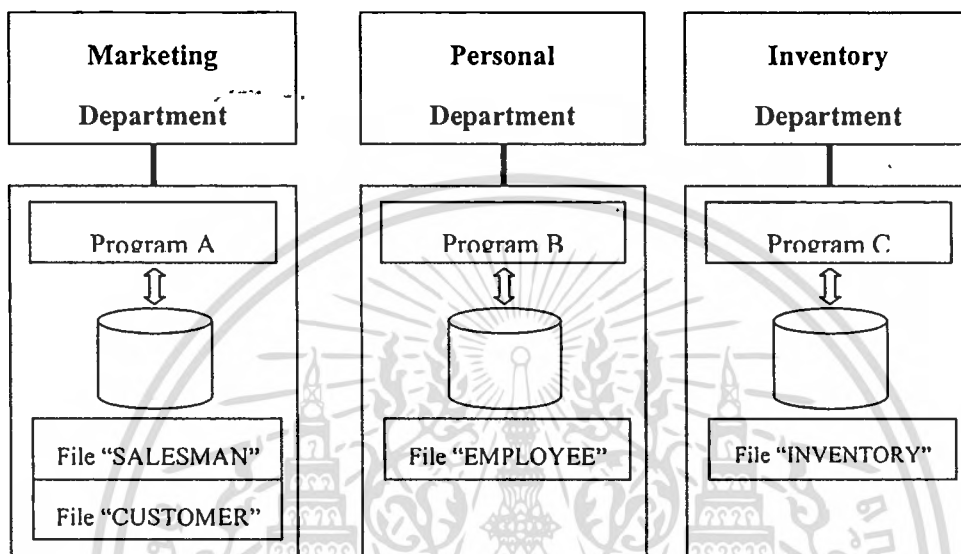 Marketing
Department
Personal
Department
Inventory
Department
Program A
Program B
Program C
File “SALESMAN”
File “CUSTOMER”
File “EMPLOYEE”
File “INVENTORY”